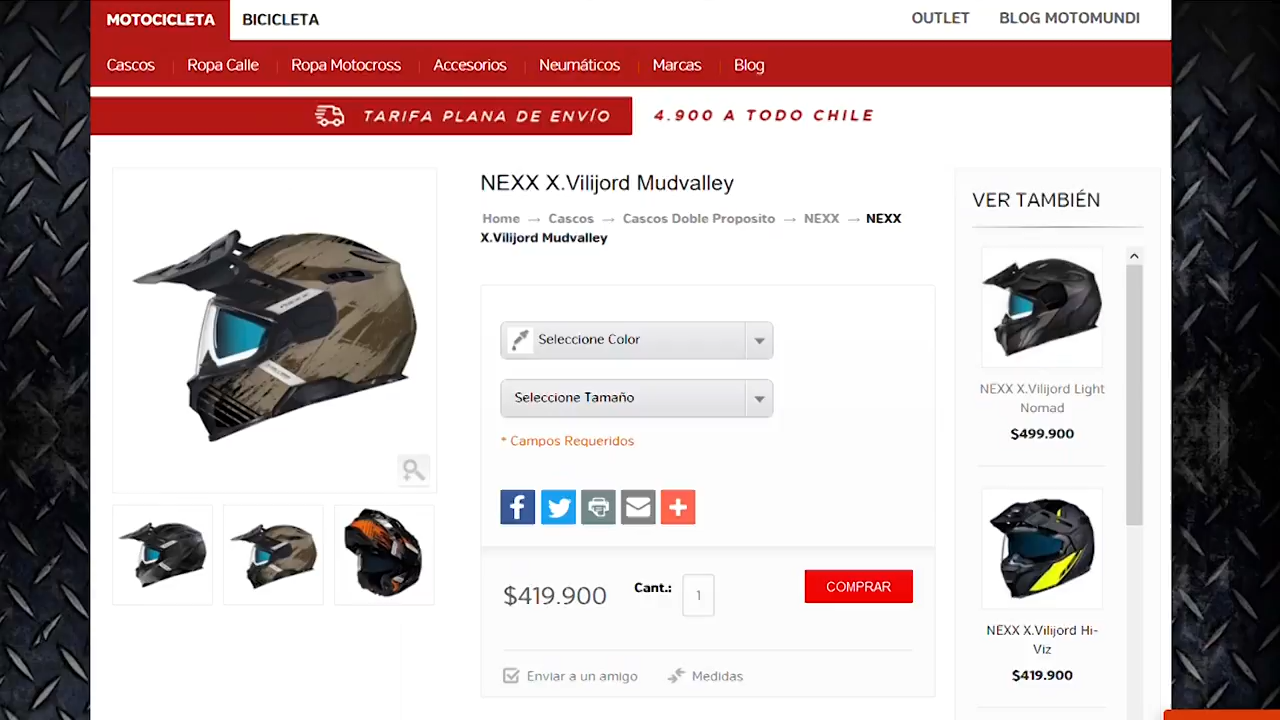 MOTOCICLETA
BICICLETA
OUTLET
BLOG MOTOMUNDI
Cascos
Ropa Calle
Ropa Motocross
Accesorios
Neumáticos
Marcas
Blog
TARIFA PLANA DE ENVÍO
4.900 A TODO CHILE
NEXX X.Vilijord Mudvalley
Home → Cascos → Cascos Doble Proposito → NEXX → NEXX
X.Vilijord Mudvalley
Seleccione Color
Seleccione Tamaño
* Campos Requeridos
$419.900
Cant.:
1
COMPRAR
Enviar a un amigo
Medidas
VER TAMBIÉN
NEXX X.Vilijord Light
Nomad
$499.900
NEXX X.Vilijord Hi-
Viz
$419.900